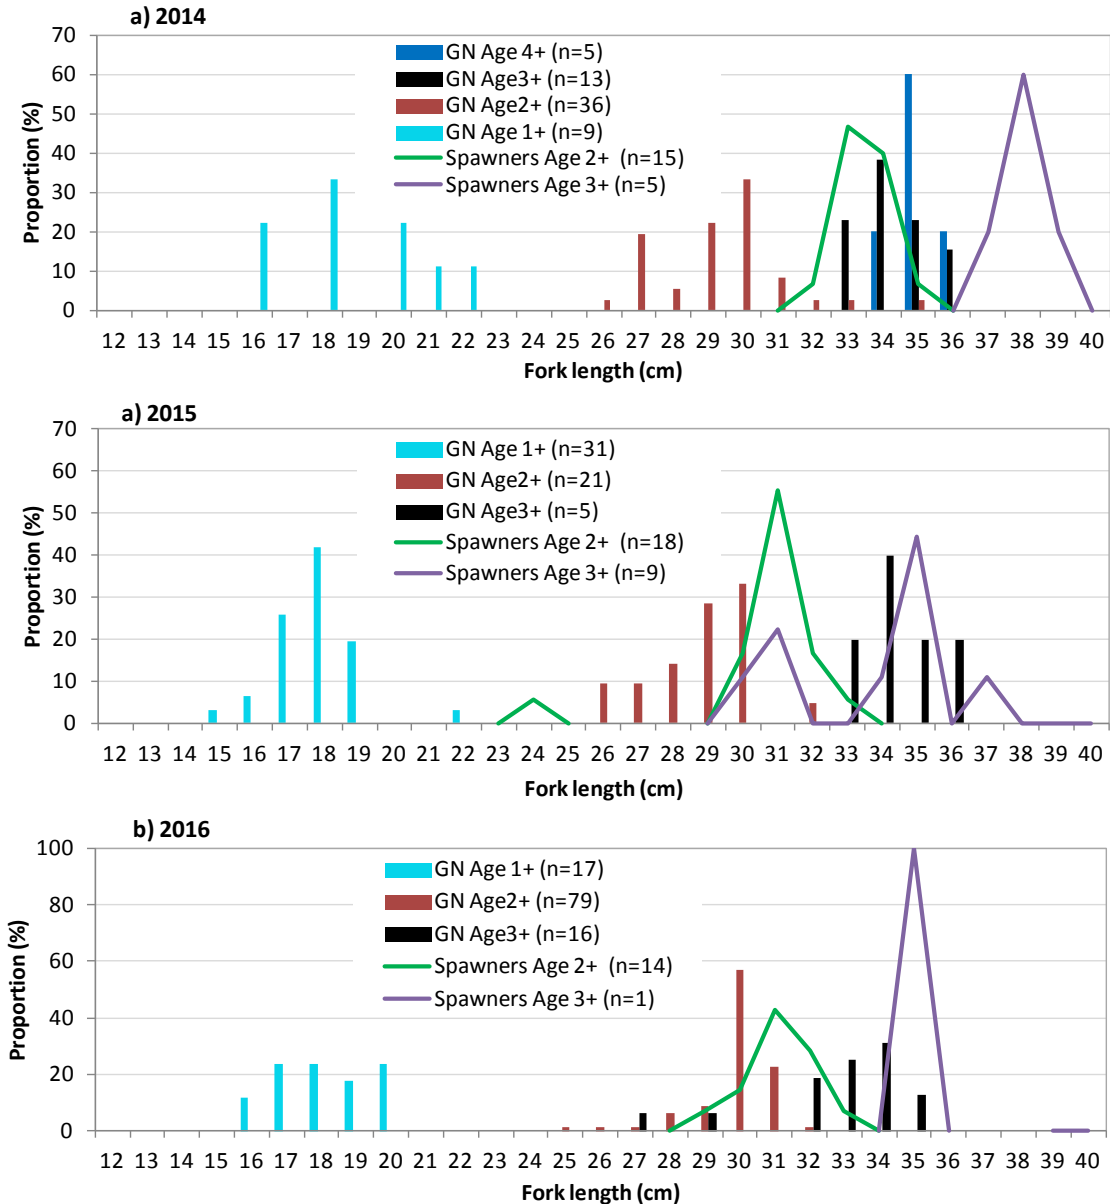 a) 2014
70
60
50
40
30
20
10
0
Proportion (%)
GN Age 4+ (n=5)
GN Age3+ (n=13)
GN Age2+ (n=36)
GN Age 1+ (n=9)
Spawners Age 2+ (n=15)
Spawners Age 3+ (n=5)
12 13 14 15 16 17 18 19 20 21 22 23 24 25 26 27 28 29 30 31 32 33 34 35 36 37 38 40
Fork length (cm)
a) 2015
70
60
50
40
30
20
10
0
Proportion (%)
GN Age 1+ (n=31)
GN Age2+ (n=21)
GN Age3+ (n=5)
Spawners Age 2+ (n=18)
Spawners Age 3+ (n=9)
12 13 14 15 16 17 18 19 20 21 22 23 24 25 26 27 28 29 30 31 32 33 34 35 36 37 38 39 40
Fork length (cm)
b) 2016
100
80
60
40
20
0
Proportion (%)
GN Age 1+ (n=17)
GN Age2+ (n=79)
GN Age3+ (n=16)
Spawners Age 2+ (n=14)
Spawners Age 3+ (n=1)
12 13 14 15 16 17 18 19 20 21 22 23 24 25 26 27 28 29 30 31 32 33 34 35 36 37 38 39 40
Fork length (cm)